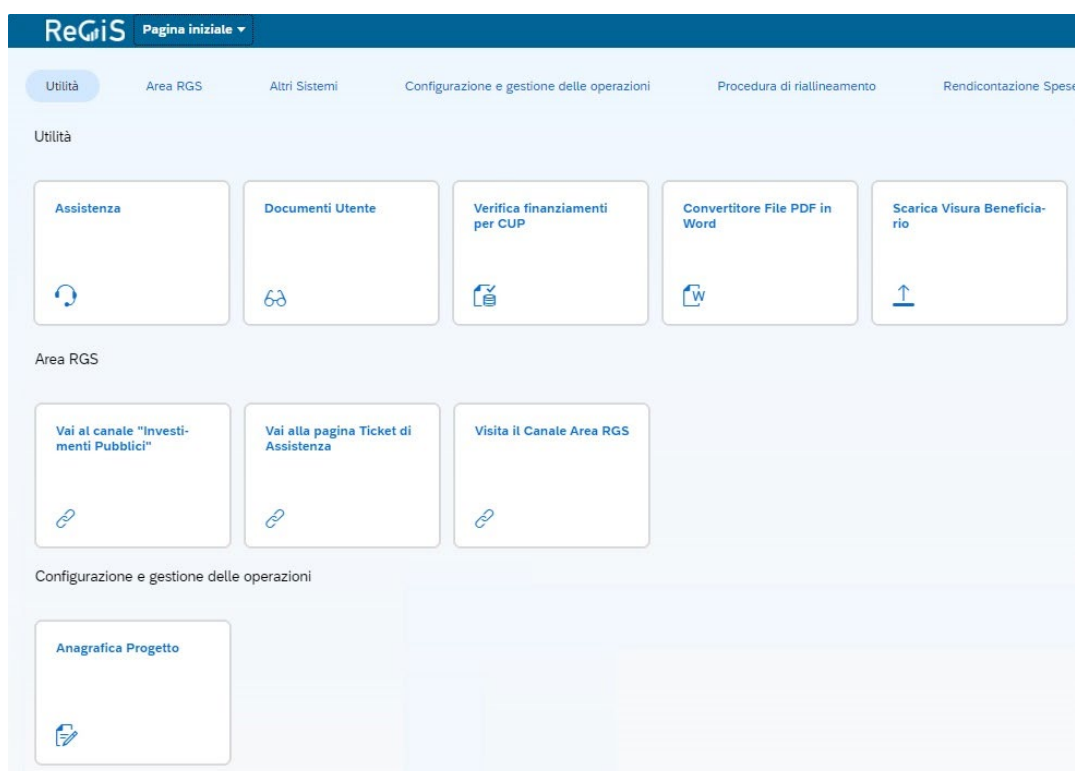 ReGiS Pagina iniziale
Utilità Area RGS Altri Sistemi Configurazione e gestione delle operazioni Procedura di riallineamento Rendicontazione Spese
Utilità
Assistenza
Documenti Utente
Verifica finanziamenti
per CUP
Convertitore File PDF in
Word
Scarica Visura Beneficia-
rio
W
Area RGS
Vai al canale "Investi-
menti Pubblici"
Vai alla pagina Ticket di
Assistenza
Visita il Canale Area RGS
Configurazione e gestione delle operazioni
Anagrafica Progetto